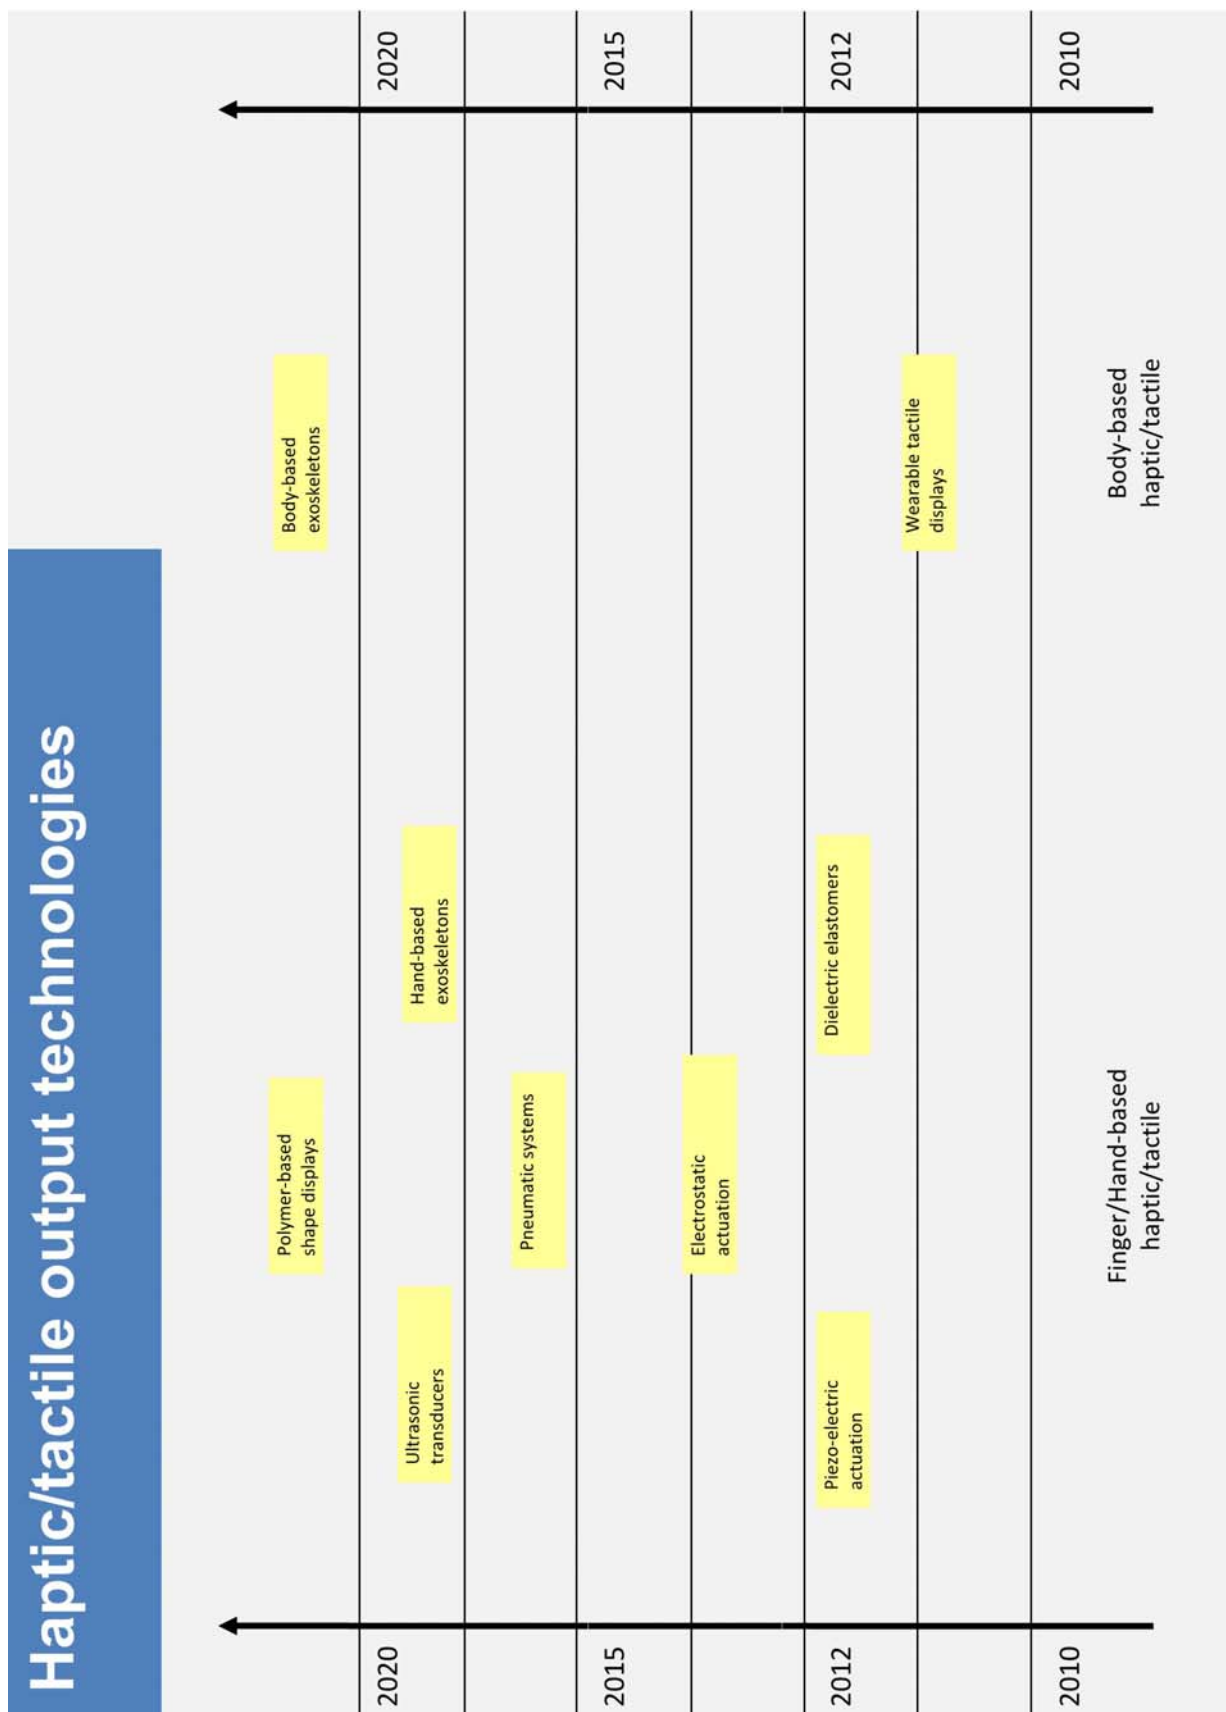 Haptic/tactile output technologies
Polymer-based
shape displays
Body-based
exoskeletons
2020
2020
Ultrasonic
transducers
Hand-based
exoskeletons
Pneumatic systems
2015
2015
Electrostatic
actuation
2012
Piezo-electric
actuation
Dielectric elastomers
2012
Wearable tactile
displays
2010
2010
Finger/Hand-based
haptic/tactile
Body-based
haptic/tactile